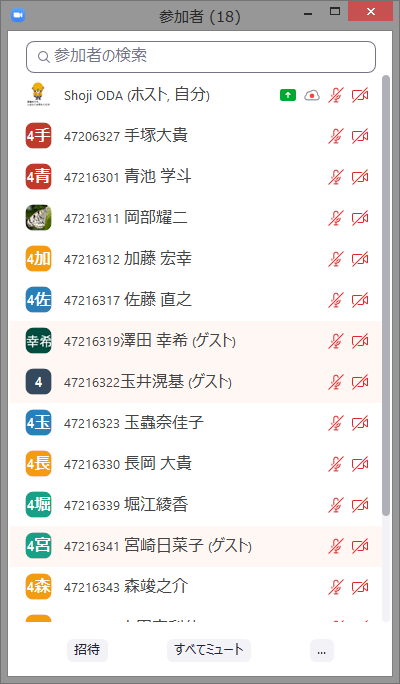 参加者 (18)
参加者の検索
Shoji ODA (ホスト, 自分)
4手 47206327 手塚大貴
4青 47216301 青池 学斗
47216311 岡部耀二
4加 47216312 加藤 宏幸
4佐 47216317 佐藤 直之
幸希 47216319澤田 幸希 (ゲスト)
4 47216322玉井滉基 (ゲスト)
4玉 47216323 玉蟲奈佳子
4長 47216330 長岡 大貴
4堀 47216339 堀江綾香
4宮 47216341 宮崎日菜子 (ゲスト)
4森 47216343 森竣之介
招待 すべてミュート ...